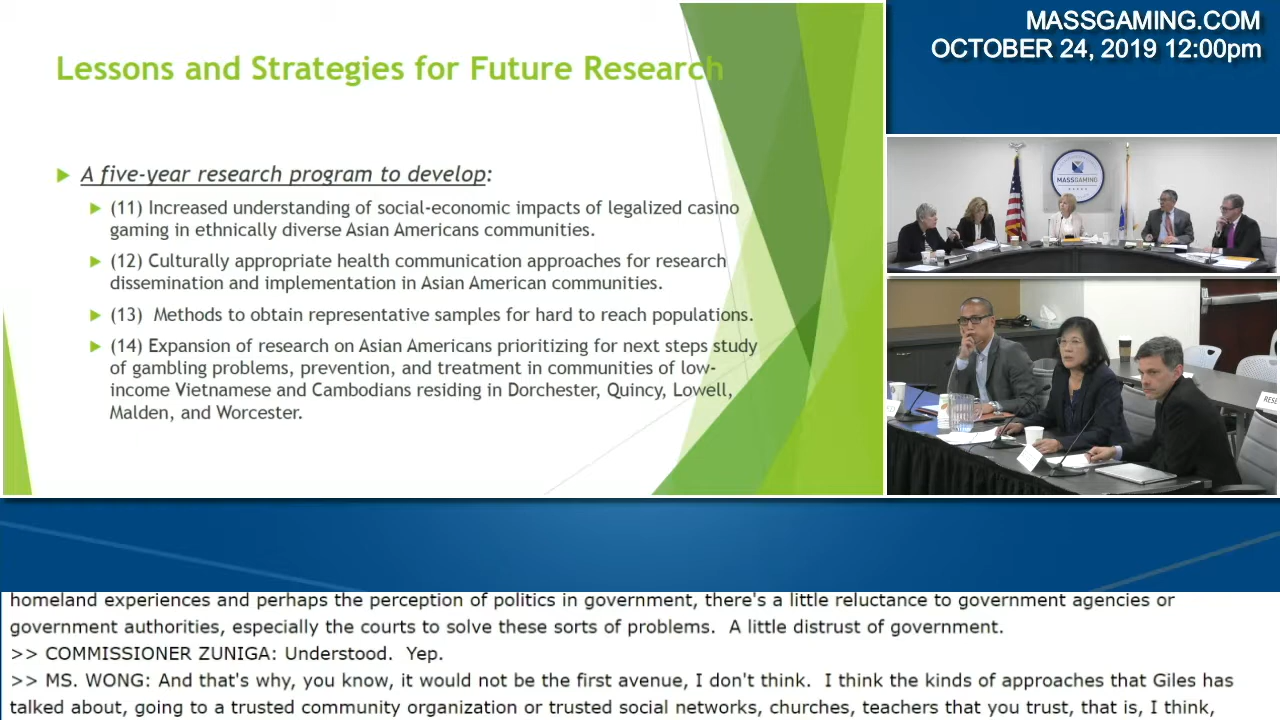 MASSGAMING.COM
OCTOBER 24, 2019 12:00pm
Lessons and Strategies for Future Research
A five-year research program to develop:
(11) Increased understanding of social-economic impacts of legalized casino
gaming in ethnically diverse Asian Americans communities.
(12) Culturally appropriate health communication approaches for research
dissemination and implementation in Asian American communities.
(13) Methods to obtain representative samples for hard to reach populations.
(14) Expansion of research on Asian Americans prioritizing for next steps study
of gambling problems, prevention, and treatment in communities of low-
income Vietnamese and Cambodians residing in Dorchester, Quincy, Lowell,
Malden, and Worcester.
MASSGAMING
homeland experiences and perhaps the perception of politics in government, there's a little reluctance to government agencies or
government authorities, especially the courts to solve these sorts of problems. A little distrust of government.
>> COMMISSIONER ZUNIGA: Understood. Yep.
>> MS. WONG: And that's why, you know, it would not be the first avenue, I don't think. I think the kinds of approaches that Giles has
talked about, going to a trusted community organization or trusted social networks, churches, teachers that you trust, that is, I think,